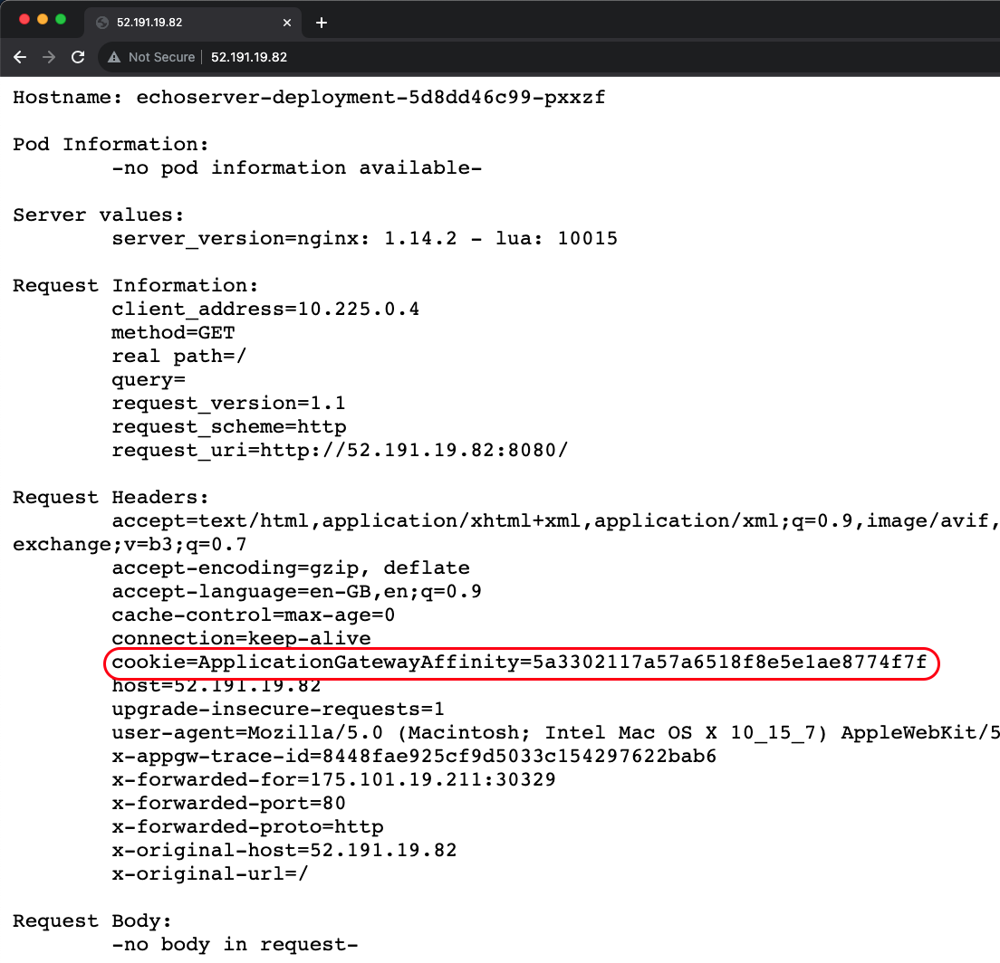 52.191.19.82
Not Secure 52.191.19.82
Hostname: echoserver-deployment-5d8dd46c99-pxxzf
Pod Information:
-no pod information available-
Server values:
server_version=nginx: 1.14.2 - lua: 10015
Request Information:
client_address=10.225.0.4
method=GET
real path=/
query=
request_version=1.1
request_scheme=http
request_uri=http://52.191.19.82:8080/
Request Headers:
accept=text/html,application/xhtml+xml,application/xml;q=0.9,image/avif,
exchange;v=b3;q=0.7
accept-encoding=gzip, deflate
accept-language=en-GB,en;q=0.9
cache-control=max-age=0
connection=keep-alive
cookie=ApplicationGatewayAffinity=5a3302117a57a6518f8e5e1ae8774f7f
host=52.191.19.82
upgrade-insecure-requests=1
user-agent=Mozilla/5.0 (Macintosh; Intel Mac OS X 10_15_7) AppleWebKit/5
x-appgw-trace-id=8448fae925cf9d5033c154297622bab6
x-forwarded-for=175.101.19.211:30329
x-forwarded-port=80
x-forwarded-proto=http
x-original-host=52.191.19.82
x-original-url=/
Request Body:
-no body in request-